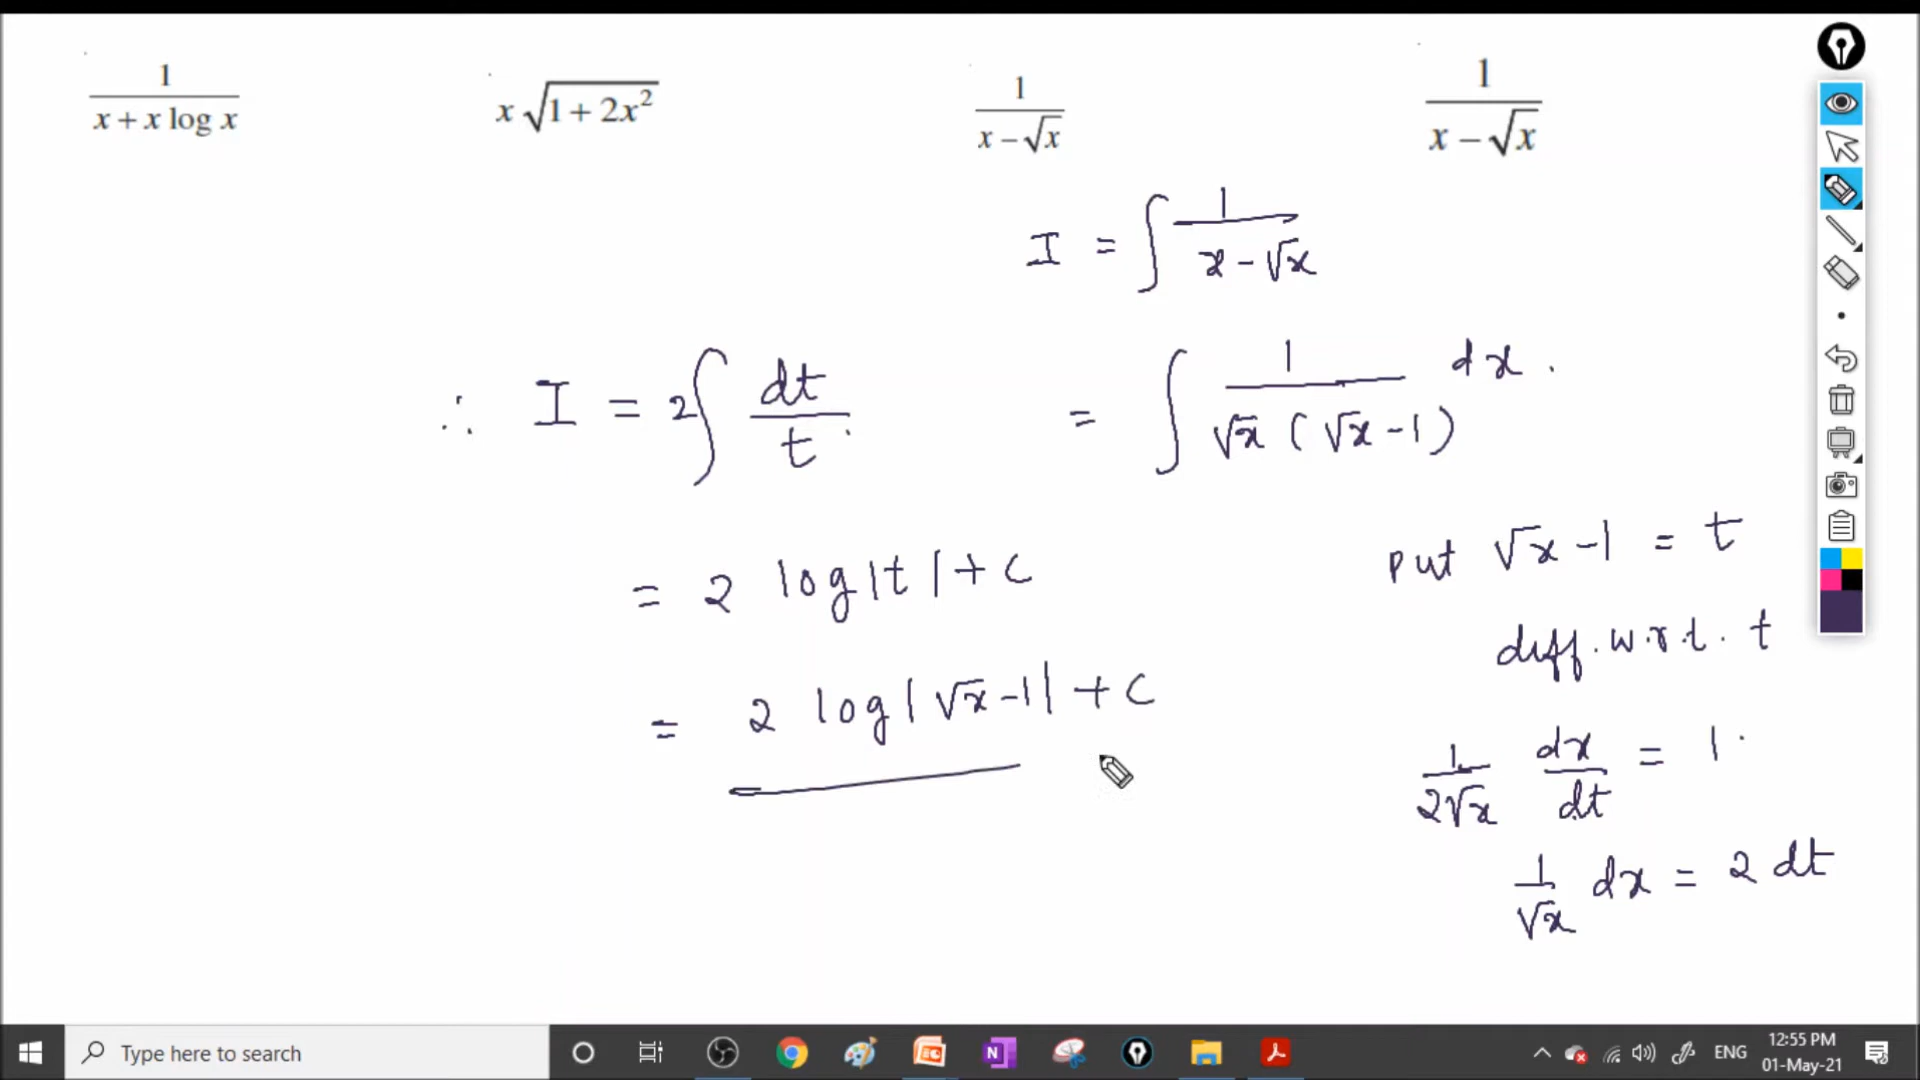 1/(x + x log x)    x√(1 + 2x²)    1/(x – √x)    1/(x – √x)
I = ∫ 1/(x – √x)
= ∫ 1/(√x (√x – 1)) dx.
put √x – 1 = t
diff. w.r.t. t
1/(2√x) dx/dt = 1.
1/√x dx = 2 dt
∴ I = 2∫ dt/t.
= 2 log|t| + c
= 2 log|√x – 1| + c
Type here to search
ENG
12:55 PM
01-May-21